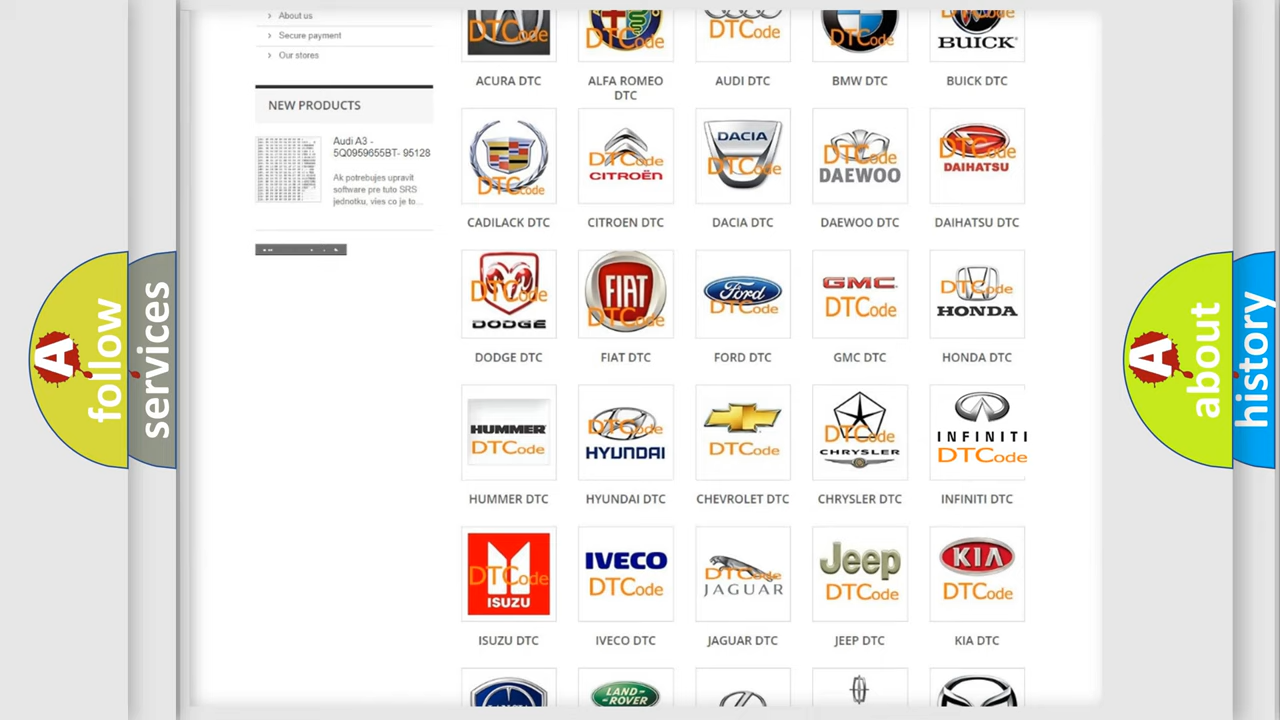 About us
Secure payment
Our stores
NEW PRODUCTS
Audi A3 -
5Q0959655BT- 95128
Ak potrebujes upravit
software pre tuto SRS
jednotku, vies co je to...
DTCode DTCode DTCode DTCode BUICK
ACURA DTC ALFA ROMEO DTC AUDI DTC BMW DTC BUICK DTC
DTCode
DTCode CITROËN
DACIA DTCode
DTCode DAEWOO
DTCode DAIHATSU
CADILACK DTC CITROEN DTC DACIA DTC DAEWOO DTC DAIHATSU DTC
DTCode DODGE
FIAT DTCode
Ford DTCode
GMC DTCode
DTCode HONDA
DODGE DTC FIAT DTC FORD DTC GMC DTC HONDA DTC
HUMMER DTCode
DTCode HYUNDAI
DTCode
DTCode CHRYSLER
INFINITI DTCode
HUMMER DTC HYUNDAI DTC CHEVROLET DTC CHRYSLER DTC INFINITI DTC
DTCode ISUZU
IVECO DTCode
DTCode JAGUAR
Jeep DTCode
KIA DTCode
ISUZU DTC IVECO DTC JAGUAR DTC JEEP DTC KIA DTC
LAND-
ROVER
A follow
services
A about
history